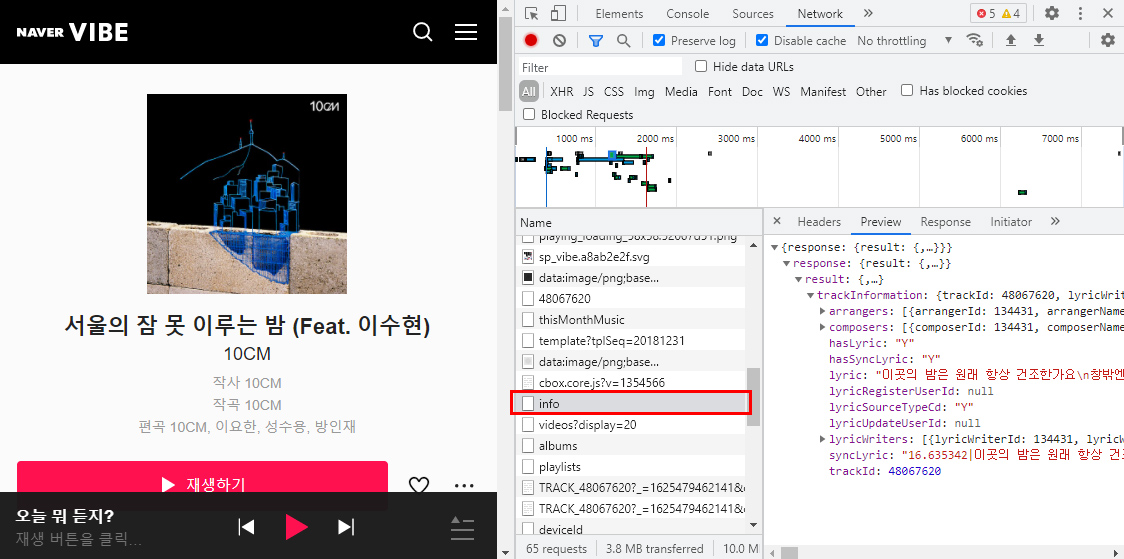 NAVER VIBE
10CM
서울의 잠 못 이루는 밤 (Feat. 이수현)
10CM
작사 10CM
작곡 10CM
편곡 10CM, 이요한, 성수용, 방인재
재생하기
오늘 뭐 듣지?
재생 버튼을 클릭...
Elements Console Sources Network » 5 4
Preserve log Disable cache No throttling
Filter Hide data URLs
All XHR JS CSS Img Media Font Doc WS Manifest Other Has blocked cookies
Blocked Requests
1000 ms 2000 ms 3000 ms 4000 ms 5000 ms 6000 ms 7000 ms
Name
sp_vibe.a8ab2e2f.svg
data:image/png;base...
48067620
thisMonthMusic
template?tplSeq=20181231
data:image/png;base...
cbox.core.js?v=1354566
info
videos?display=20
albums
playlists
TRACK_48067620?_=1625479462141&
TRACK_48067620?_=1625479462141&
deviceId
65 requests 3.8 MB transferred 10.0 M
× Headers Preview Response Initiator »
{response: {result: {,…}}}
response: {result: {,…}}
result: {,…}
trackInformation: {trackId: 48067620, lyricWrit
arrangers: [{arrangerId: 134431, arrangerName
composers: [{composerId: 134431, composerName
hasLyric: "Y"
hasSyncLyric: "Y"
lyric: "이곳의 밤은 원래 항상 건조한가요\n창밖엔
lyricRegisterUserId: null
lyricSourceTypeCd: "Y"
lyricUpdateUserId: null
lyricWriters: [{lyricWriterId: 134431, lyricW
syncLyric: "16.635342|이곳의 밤은 원래 항상 건조
trackId: 48067620